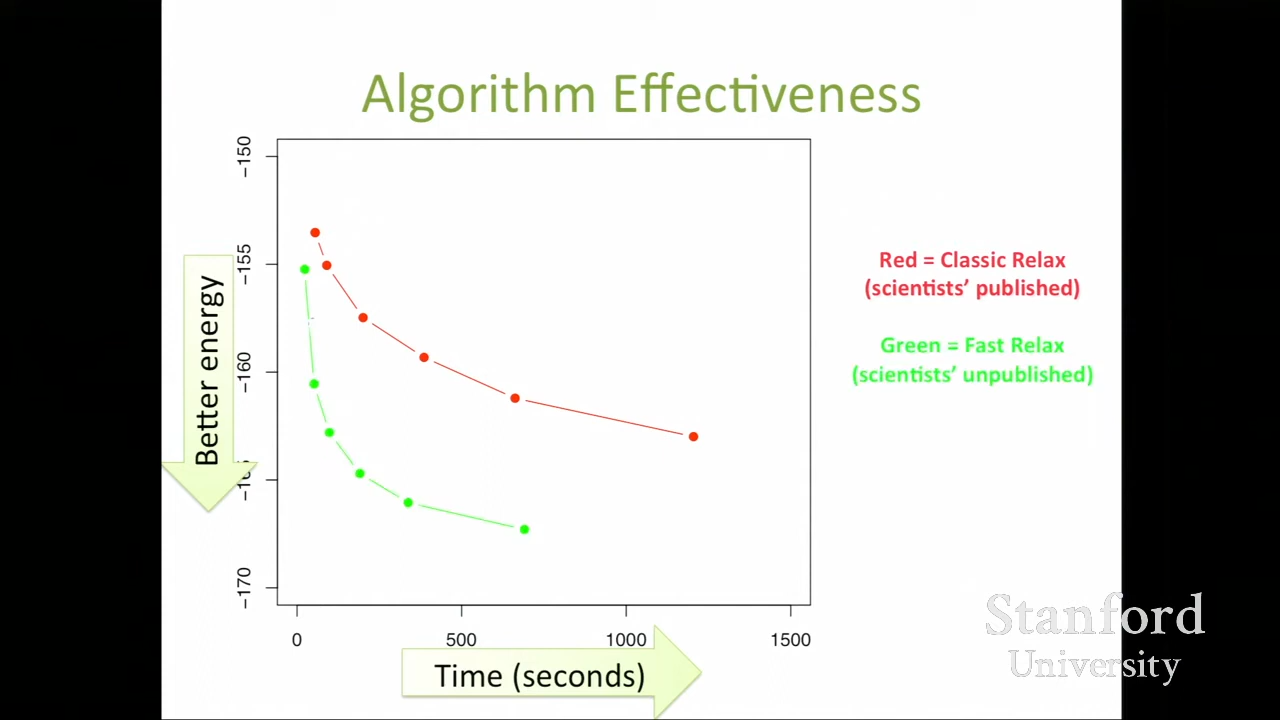 Algorithm Effectiveness
−150
−155
−160
−170
Better energy
0 500 1000 1500
Time (seconds)
Red = Classic Relax
(scientists’ published)
Green = Fast Relax
(scientists’ unpublished)
Stanford
University